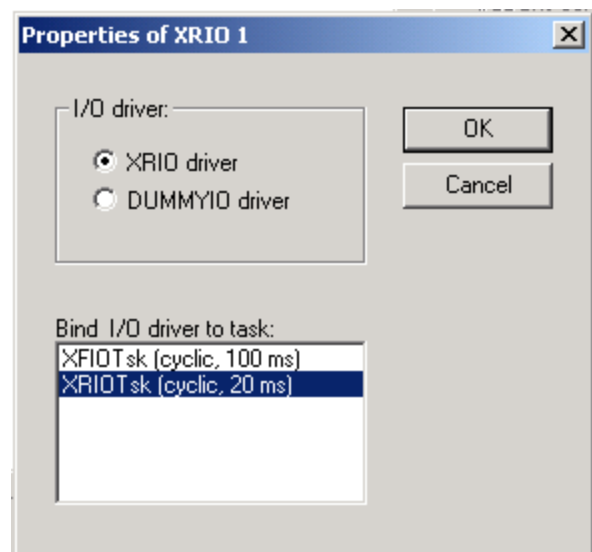 Properties of XRIO 1
I/O driver:
XRIO driver
DUMMYIO driver
OK
Cancel
Bind I/O driver to task:
XFIOTsk (cyclic, 100 ms)
XRIOTsk (cyclic, 20 ms)